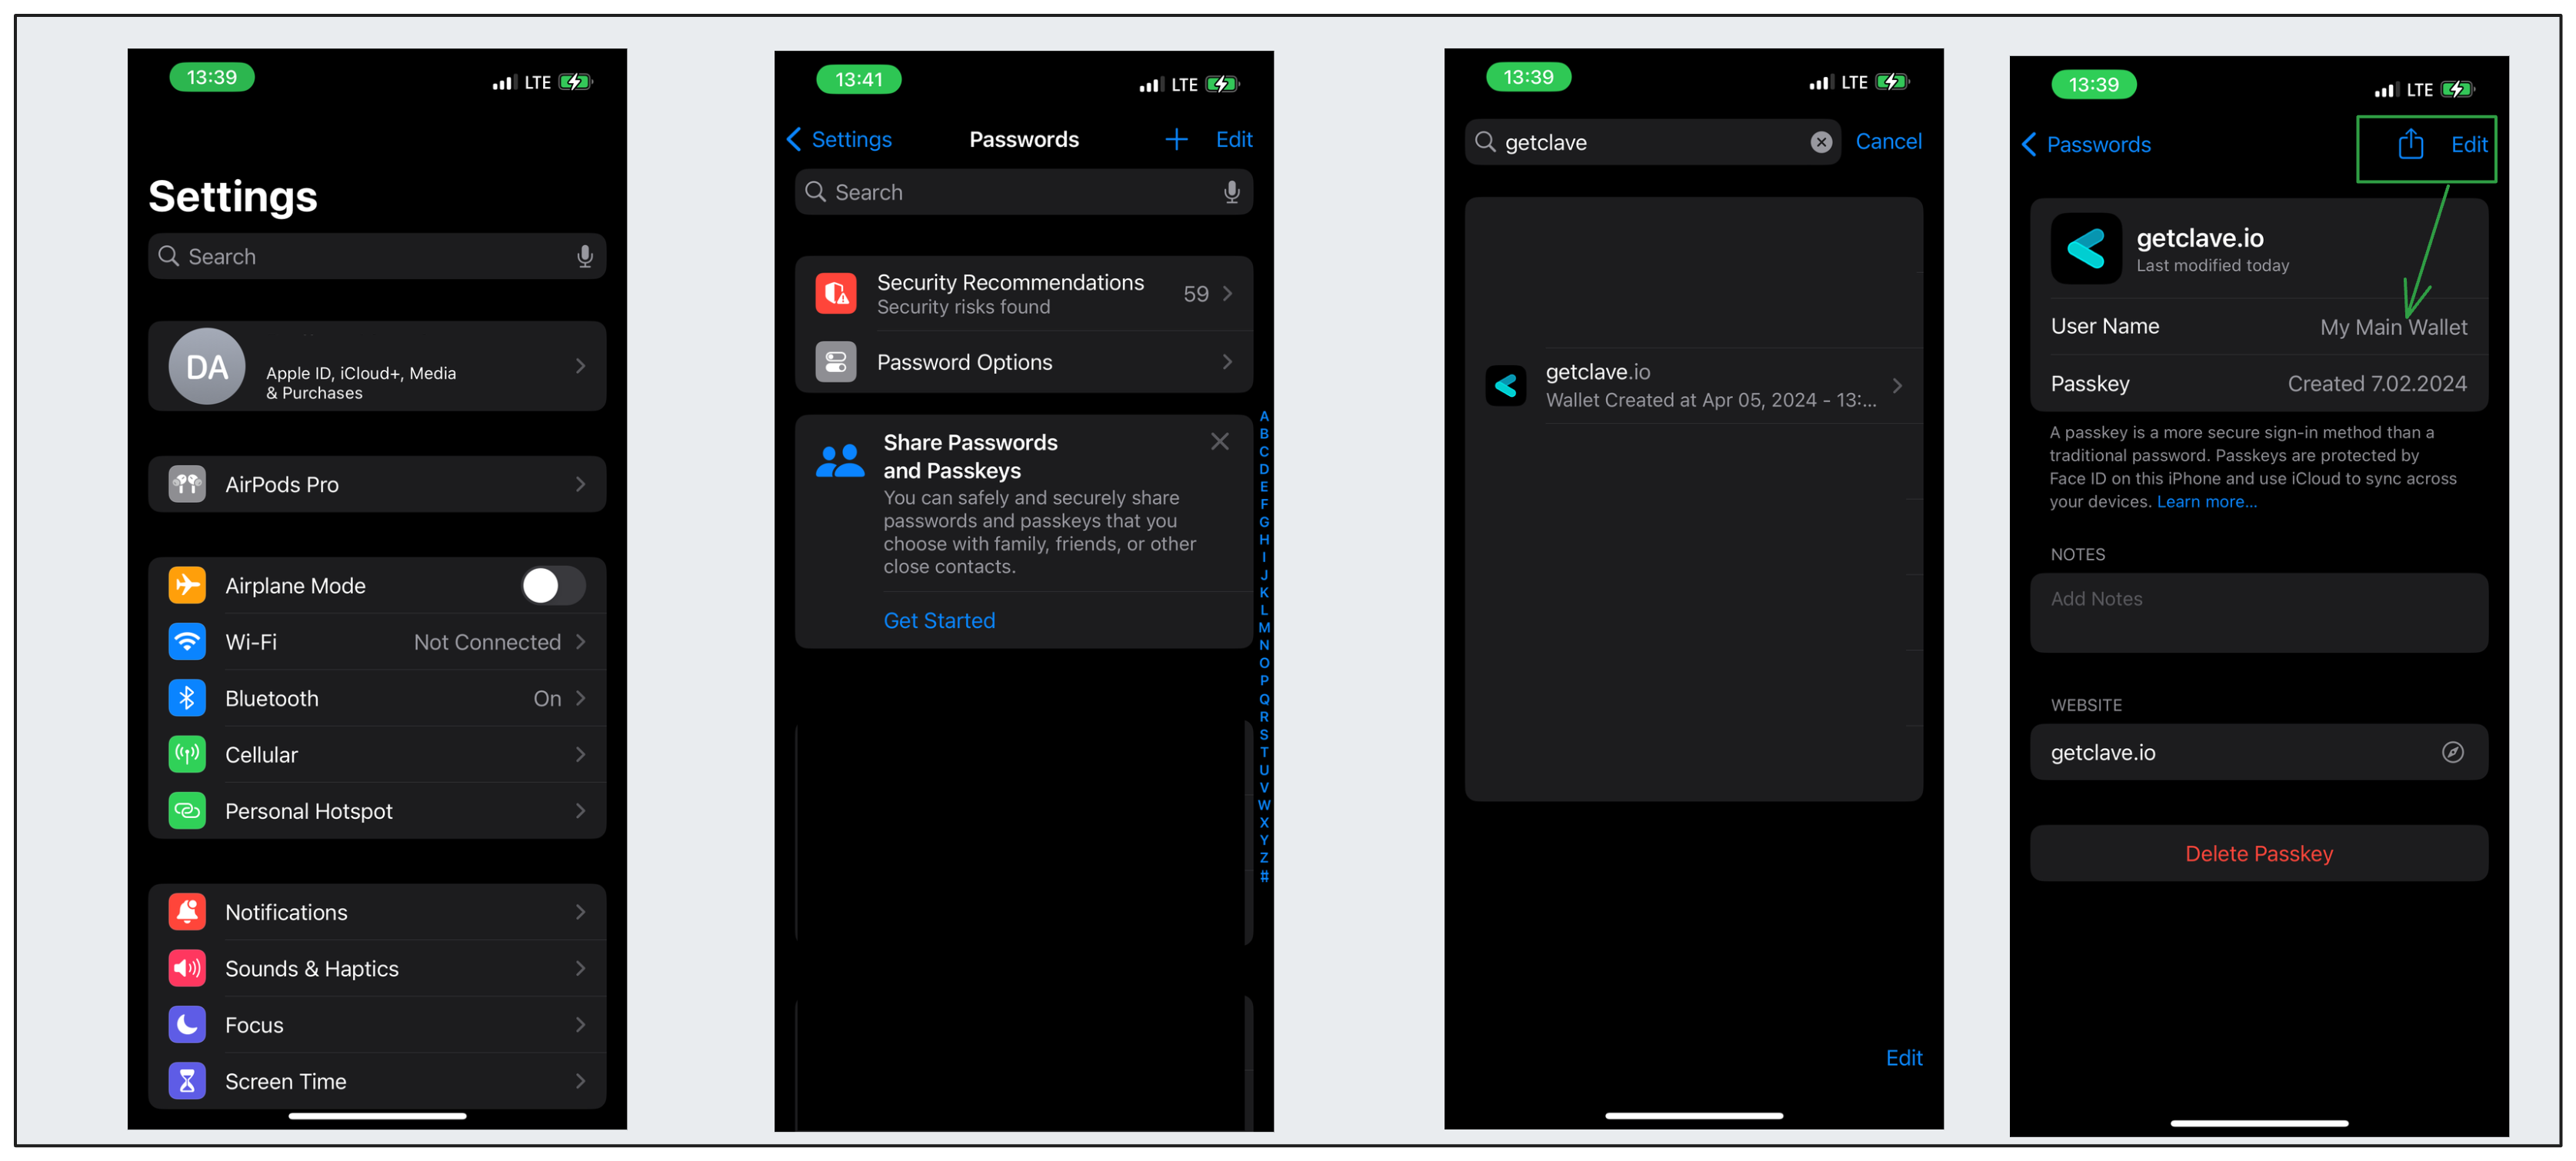 13:39
LTE
Settings
Search
DA
Apple ID, iCloud+, Media
& Purchases
AirPods Pro
Airplane Mode
Wi-Fi Not Connected
Bluetooth On
Cellular
Personal Hotspot
Notifications
Sounds & Haptics
Focus
Screen Time
13:41
LTE
Settings Passwords + Edit
Search
Security Recommendations 59
Security risks found
Password Options
Share Passwords
and Passkeys
You can safely and securely share
passwords and passkeys that you
choose with family, friends, or other
close contacts.
Get Started
A
B
C
D
E
F
G
H
I
J
K
L
M
N
O
P
Q
R
S
T
U
V
W
X
Y
Z
#
13:39
LTE
getclave Cancel
getclave.io
Wallet Created at Apr 05, 2024 - 13:...
Edit
13:39
LTE
Passwords Edit
getclave.io
Last modified today
User Name My Main Wallet
Passkey Created 7.02.2024
A passkey is a more secure sign-in method than a
traditional password. Passkeys are protected by
Face ID on this iPhone and use iCloud to sync across
your devices. Learn more...
NOTES
Add Notes
WEBSITE
getclave.io
Delete Passkey